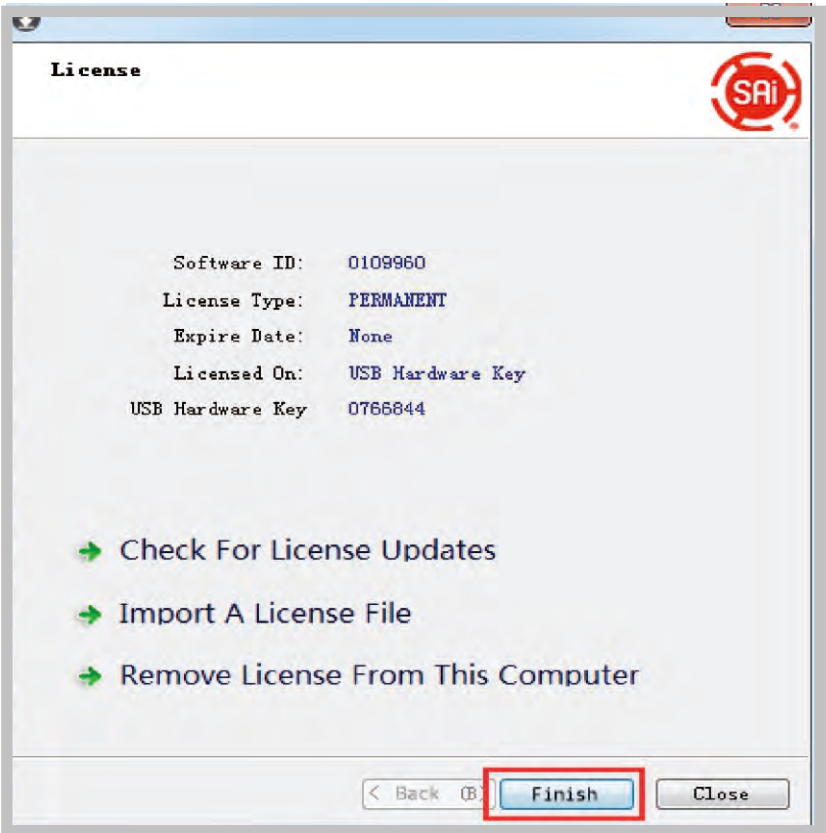 License
SAi
Software ID: 0109960
License Type: PERMANENT
Expire Date: None
Licensed On: USB Hardware Key
USB Hardware Key 0766844
Check For License Updates
Import A License File
Remove License From This Computer
< Back (B) Finish Close